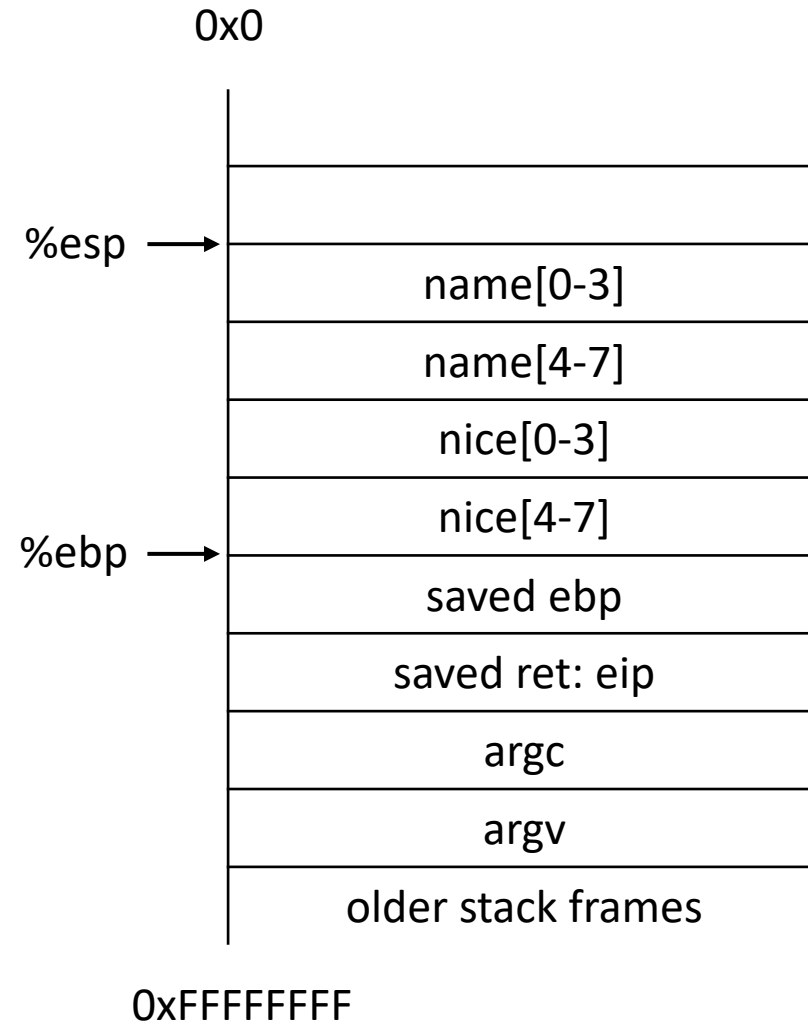 0x0
%esp
name[0-3]
name[4-7]
nice[0-3]
nice[4-7]
%ebp
saved ebp
saved ret: eip
argc
argv
older stack frames
0xFFFFFFFF